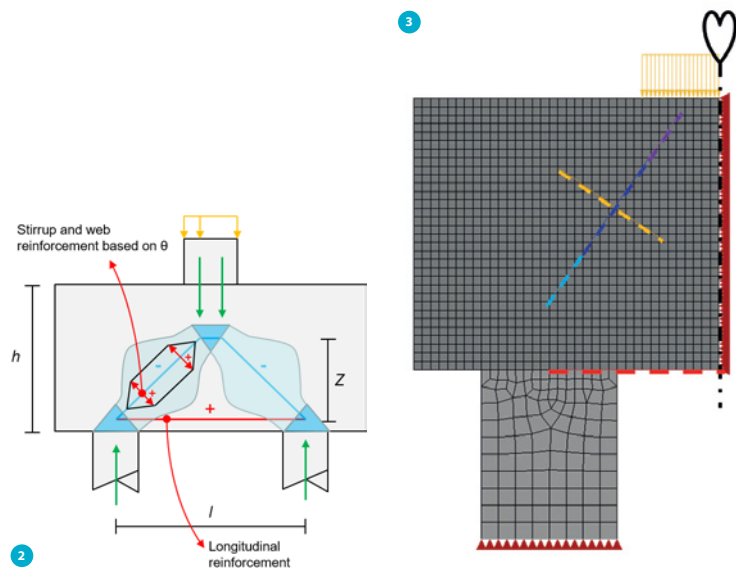 3
Stirrup and web
reinforcement based on θ
h
-
-
+
+
+
Z
l
Longitudinal
reinforcement
2